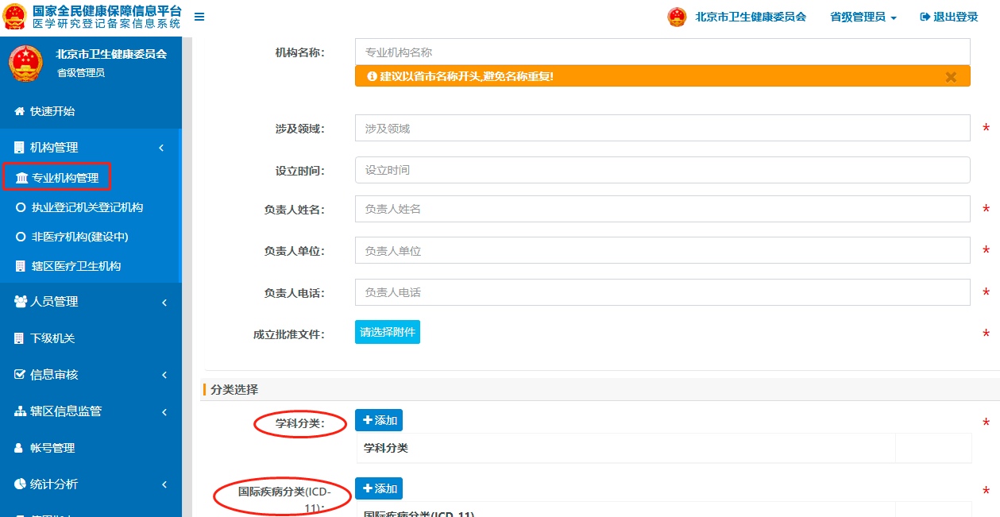 国家全民健康保障信息平台
医学研究登记备案信息系统
北京市卫生健康委员会
省级管理员
退出登录
北京市卫生健康委员会
省级管理员
快速开始
机构管理
专业机构管理
执业登记机关登记机构
非医疗机构(建设中)
辖区医疗卫生机构
人员管理
下级机关
信息审核
辖区信息监管
帐号管理
统计分析
机构名称:
专业机构名称
建议以省市名称开头,避免名称重复!
涉及领域:
涉及领域
*
设立时间:
设立时间
负责人姓名:
负责人姓名
*
负责人单位:
负责人单位
*
负责人电话:
负责人电话
*
成立批准文件:
请选择附件
*
分类选择
学科分类:
添加
*
学科分类
国际疾病分类(ICD-
11):
添加
*
国际疾病分类(ICD-11)